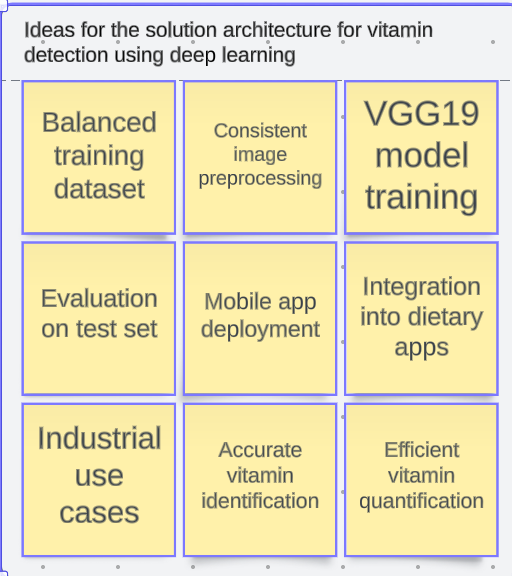 Ideas for the solution architecture for vitamin
detection using deep learning
Balanced
training
dataset
Consistent
image
preprocessing
VGG19
model
training
Evaluation
on test set
Mobile app
deployment
Integration
into dietary
apps
Industrial
use
cases
Accurate
vitamin
identification
Efficient
vitamin
quantification